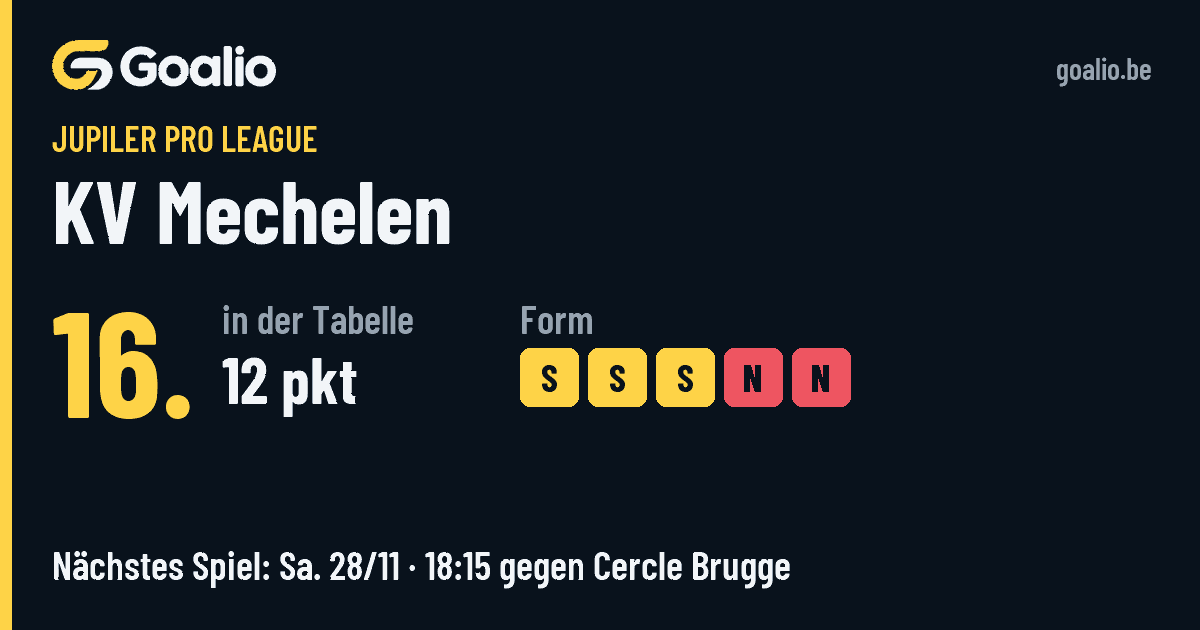 Goalio
goalio.be
JUPILER PRO LEAGUE
KV Mechelen
16.
in der Tabelle
12 pkt
Form
S S S N N
Nächstes Spiel: Sa. 28/11 · 18:15 gegen Cercle Brugge